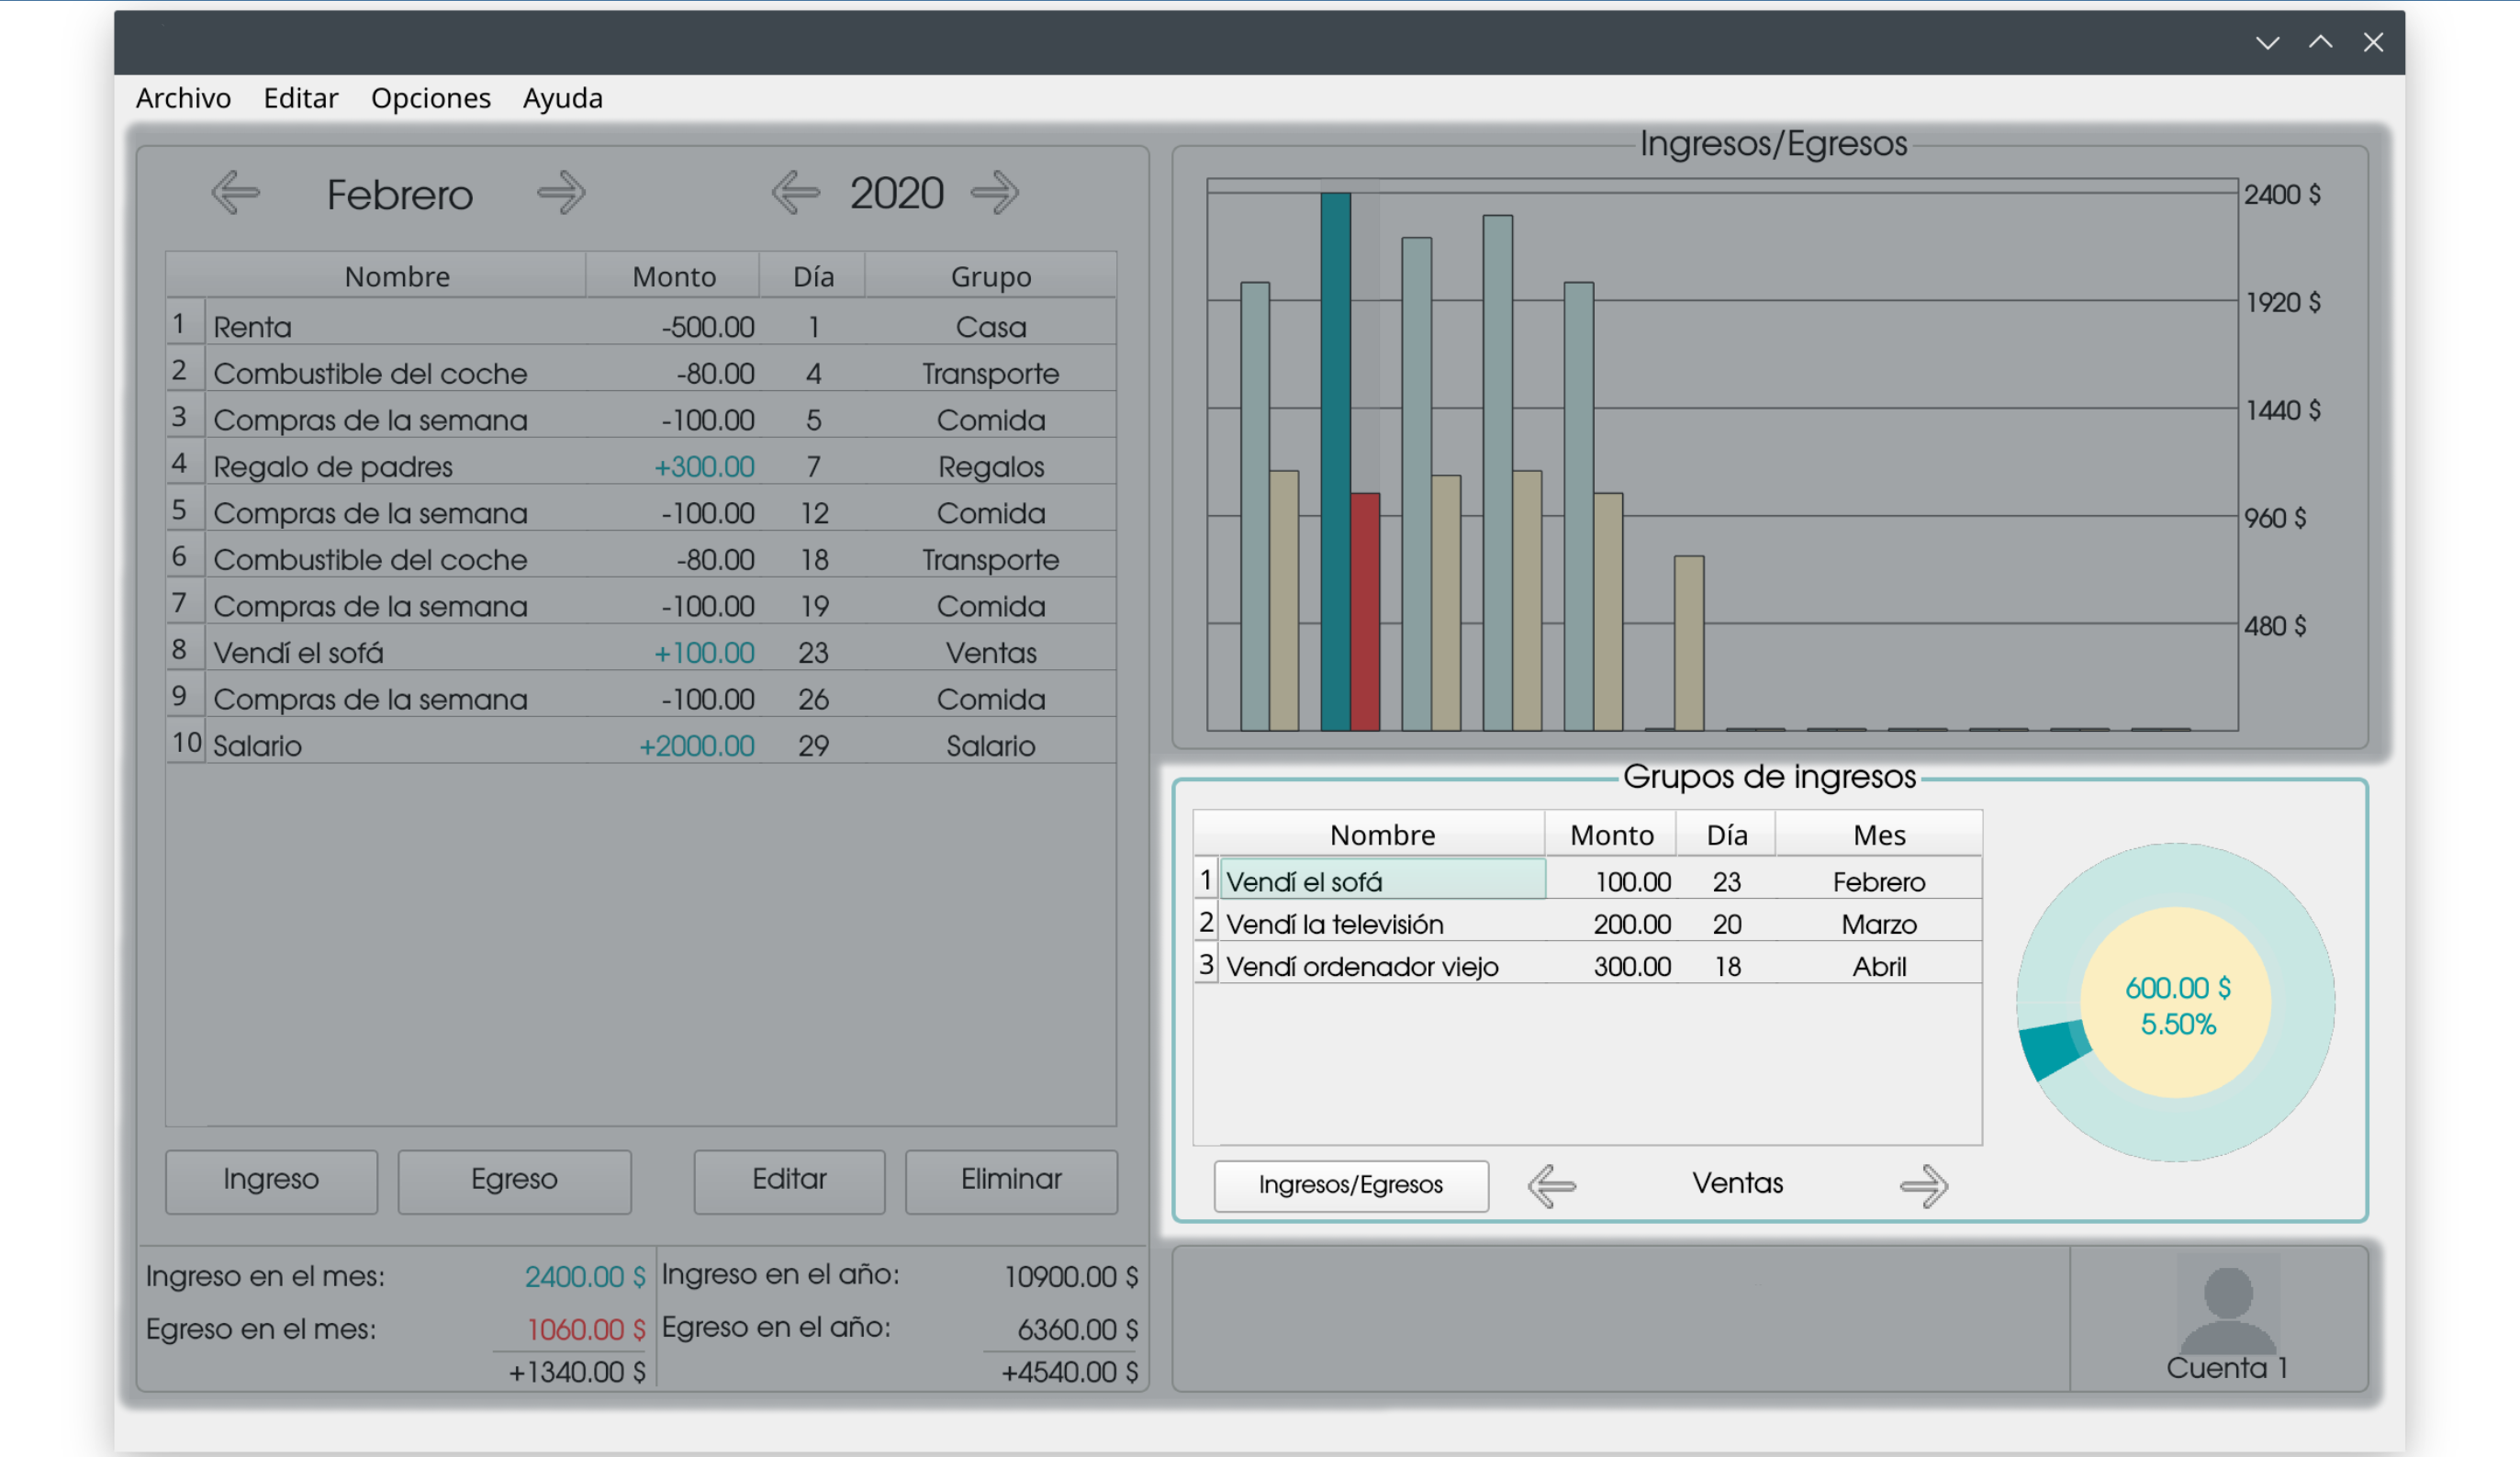 Archivo Editar Opciones Ayuda
Febrero 2020
Nombre Monto Día Grupo
1 Renta -500.00 1 Casa
2 Combustible del coche -80.00 4 Transporte
3 Compras de la semana -100.00 5 Comida
4 Regalo de padres +300.00 7 Regalos
5 Compras de la semana -100.00 12 Comida
6 Combustible del coche -80.00 18 Transporte
7 Compras de la semana -100.00 19 Comida
8 Vendí el sofá +100.00 23 Ventas
9 Compras de la semana -100.00 26 Comida
10 Salario +2000.00 29 Salario
Ingreso Egreso Editar Eliminar
Ingreso en el mes: 2400.00 $ Ingreso en el año: 10900.00 $
Egreso en el mes: 1060.00 $ Egreso en el año: 6360.00 $
+1340.00 $ +4540.00 $
Ingresos/Egresos
2400 $
1920 $
1440 $
960 $
480 $
Grupos de ingresos
Nombre Monto Día Mes
1 Vendí el sofá 100.00 23 Febrero
2 Vendí la televisión 200.00 20 Marzo
3 Vendí ordenador viejo 300.00 18 Abril
600.00 $
5.50%
Ingresos/Egresos Ventas
Cuenta 1